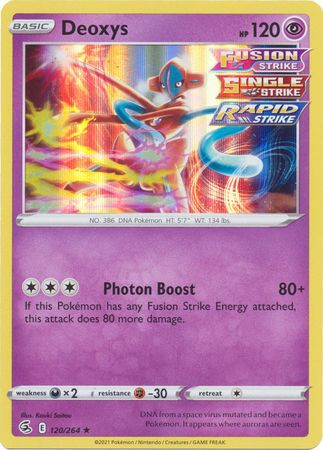 BASIC
Deoxys
HP 120
FUSION STRIKE
SINGLE STRIKE
RAPID STRIKE
NO. 386 DNA Pokémon HT: 5'7" WT: 134 lbs.
Photon Boost 80+
If this Pokémon has any Fusion Strike Energy attached,
this attack does 80 more damage.
weakness ×2 resistance -30 retreat
Illus. Kouki Saitou
E 120/264 ★
DNA from a space virus mutated and became a
Pokémon. It appears where auroras are seen.
©2021 Pokémon / Nintendo / Creatures / GAME FREAK